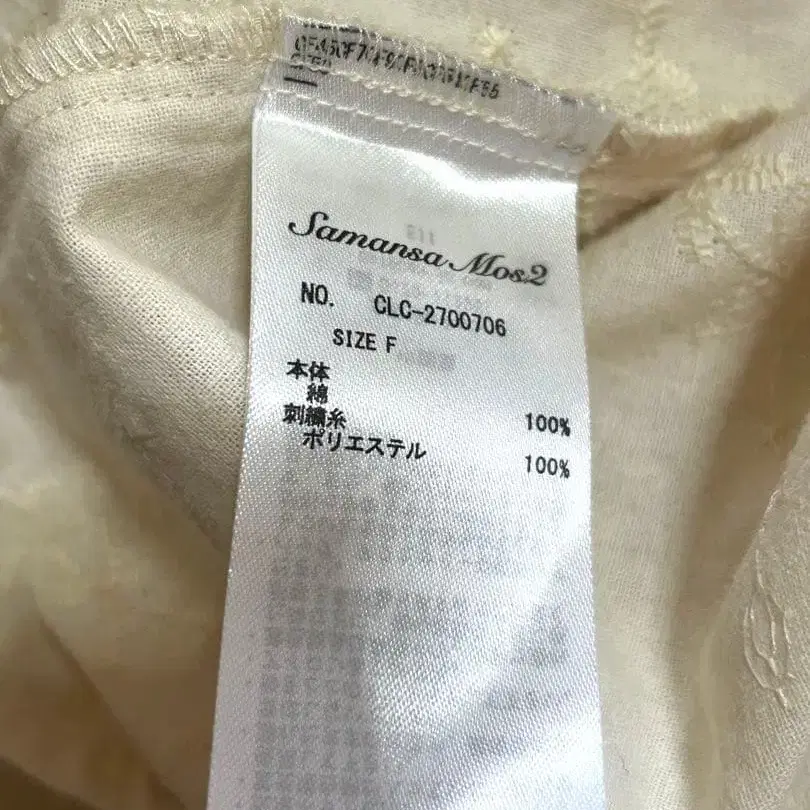 Samansa Mos2
NO. CLC-2700706
SIZE F
本体
綿 100%
刺繍糸
ポリエステル 100%